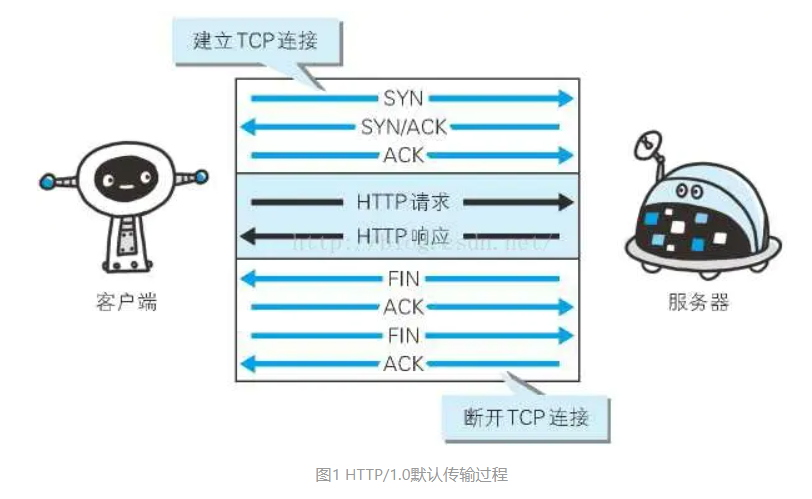 建立TCP连接
SYN
SYN/ACK
ACK
HTTP请求
http://blog.csdn.net/
HTTP响应
FIN
ACK
FIN
ACK
客户端
服务器
断开TCP连接
图1 HTTP/1.0默认传输过程